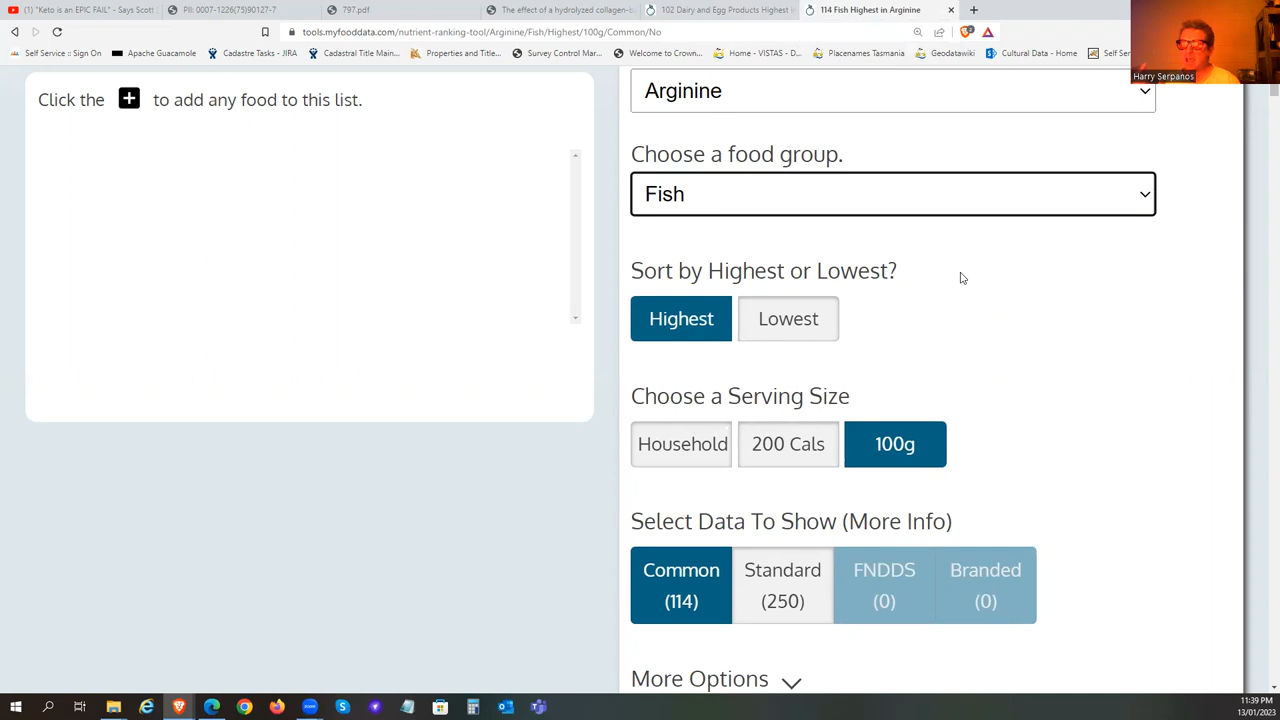 (1) "Keto is an EPIC FAIL" - Says Scott
PII: 0007-1226(75)90127-7
797.pdf
The effect of a hydrolyzed collagen-b
102 Dairy and Egg Products Highest i
114 Fish Highest in Arginine
tools.myfooddata.com/nutrient-ranking-tool/Arginine/Fish/Highest/100g/Common/No
Self Service :: Sign On
Apache Guacamole
Cadastre Tasks - JIRA
Cadastral Title Main...
Properties and Title...
Survey Control Mar...
Welcome to Crown...
Home - VISTAS - D...
Placenames Tasmania
Geodatawiki
Cultural Data - Home
Self Serv
Harry Serpanos
Click the + to add any food to this list.
Arginine
Choose a food group.
Fish
Sort by Highest or Lowest?
Highest Lowest
Choose a Serving Size
Household 200 Cals 100g
Select Data To Show (More Info)
Common Standard FNDDS Branded
(114) (250) (0) (0)
More Options
11:39 PM
13/01/2023